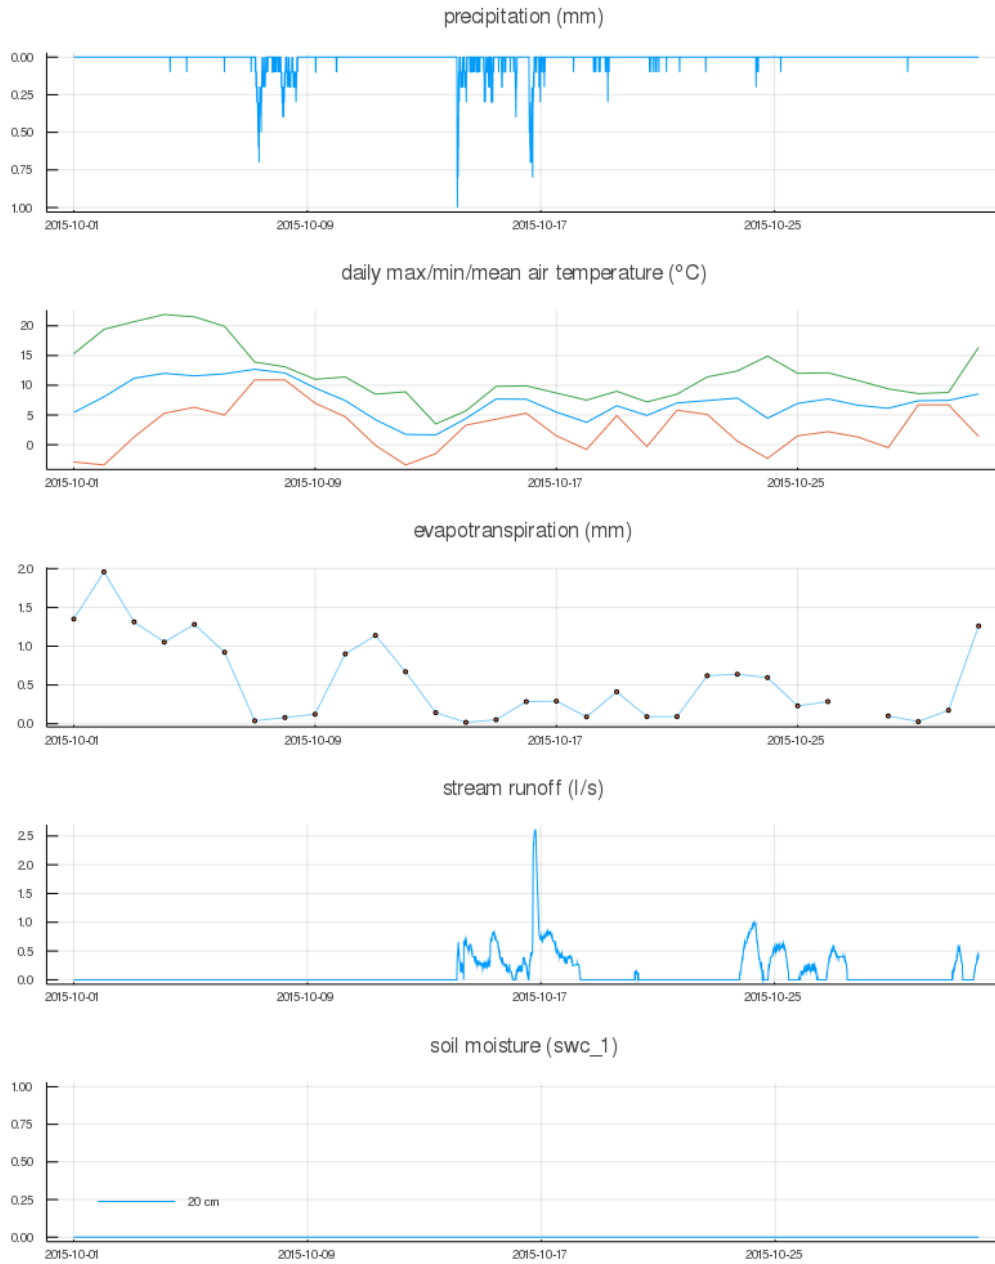 precipitation (mm)
0.00
0.25
0.50
0.75
1.00
2015-10-01 2015-10-09 2015-10-17 2015-10-25
daily max/min/mean air temperature (ºC)
20
15
10
5
0
2015-10-01 2015-10-09 2015-10-17 2015-10-25
evapotranspiration (mm)
2.0
1.5
1.0
0.5
0.0
2015-10-01 2015-10-09 2015-10-17 2015-10-25
stream runoff (l/s)
2.5
2.0
1.5
1.0
0.5
0.0
2015-10-01 2015-10-09 2015-10-17 2015-10-25
soil moisture (swc_1)
1.00
0.75
0.50
0.25
20 cm
0.00
2015-10-01 2015-10-09 2015-10-17 2015-10-25